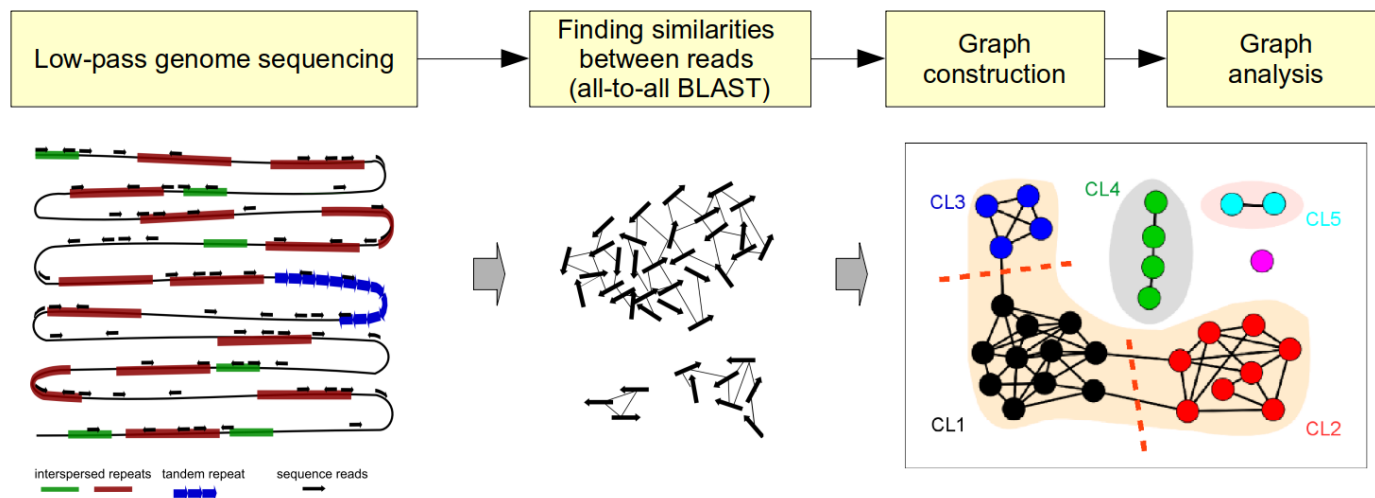 Low-pass genome sequencing
Finding similarities
between reads
(all-to-all BLAST)
Graph
construction
Graph
analysis
interspersed repeats
tandem repeat
sequence reads
CL3
CL4
CL5
CL1
CL2